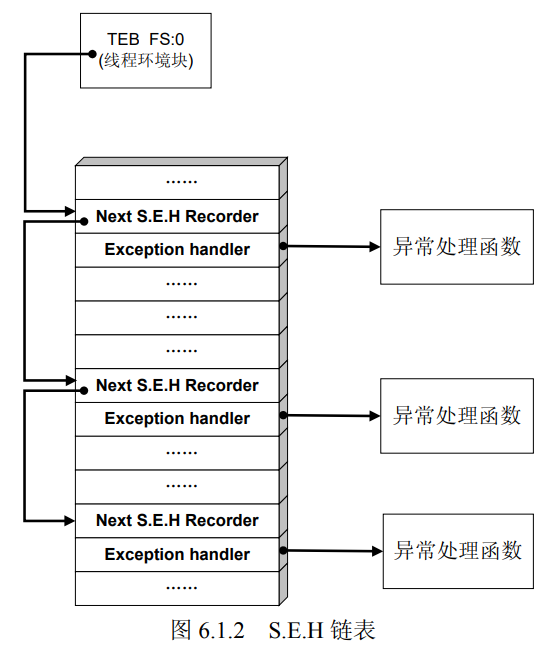 TEB FS:0
(线程环境块)
......
Next S.E.H Recorder
Exception handler
异常处理函数
......
......
......
Next S.E.H Recorder
Exception handler
异常处理函数
......
......
Next S.E.H Recorder
Exception handler
异常处理函数
......
图 6.1.2 S.E.H 链表